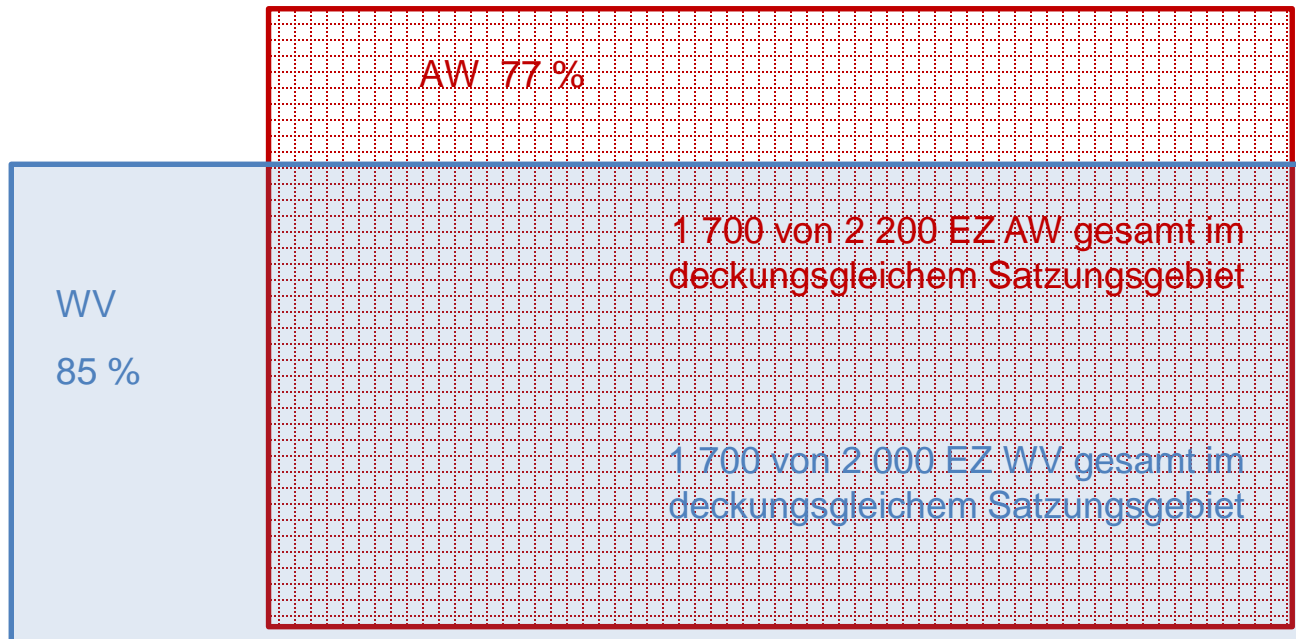 AW 77 %
1 700 von 2 200 EZ AW gesamt im
deckungsgleichem Satzungsgebiet
WV
85 %
1 700 von 2 000 EZ WV gesamt im
deckungsgleichem Satzungsgebiet